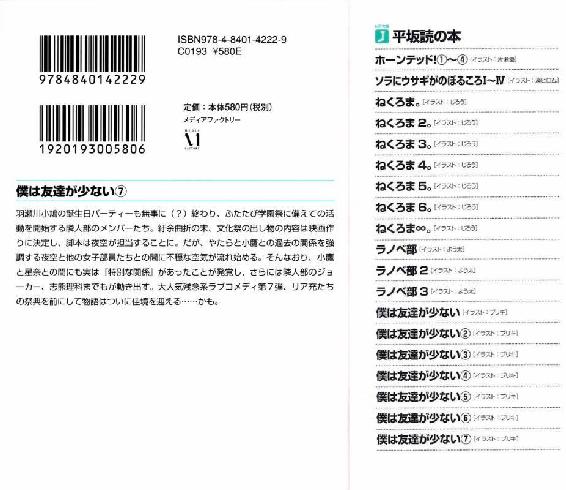 ISBN978-4-8401-4222-9
C0193 ¥580E
9784840142229
定価：本体580円(税別)
メディアファクトリー
1920193005806
僕は友達が少ない⑦
羽瀬川小鳩の誕生日パーティーも無事に（？）終わり、ふたたび学園祭に備えての活
動を開始する隣人部のメンバーたち。紆余曲折の末、文化祭の出し物の内容は映画作
りに決定し、脚本は夜空が担当することに。だが、やたらと小鷹との過去の関係を強
調する夜空と他の女子部員たちとの間に不穏な空気が流れ始める。そんなおり、小鷹
と星奈との間にも実は『特別な関係』があったことが発覚し、さらには隣人部のジョ
ーカー、志熊理科までもが動き出す。大人気残念系ラブコメディ第7弾、リア充たち
の祭典を前にして物語はついに佳境を迎える……かも。
J 平坂読の本
ホーンテッド!①〜④[イラスト：片瀬優]
ソラにウサギがのぼるころⅠ〜Ⅳ[イラスト：]
ねくろま。[イラスト：じろう]
ねくろま2。[イラスト：じろう]
ねくろま3。[イラスト：じろう]
ねくろま4。[イラスト：じろう]
ねくろま5。[イラスト：じろう]
ねくろま6。[イラスト：じろう]
ねくろま∞。[イラスト：じろう]
ラノベ部[イラスト：よう太]
ラノベ部2[イラスト：よう太]
ラノベ部3[イラスト：よう太]
僕は友達が少ない[イラスト：ブリキ]
僕は友達が少ない②[イラスト：ブリキ]
僕は友達が少ない③[イラスト：ブリキ]
僕は友達が少ない④[イラスト：ブリキ]
僕は友達が少ない⑤[イラスト：ブリキ]
僕は友達が少ない⑥[イラスト：ブリキ]
僕は友達が少ない⑦[イラスト：ブリキ]